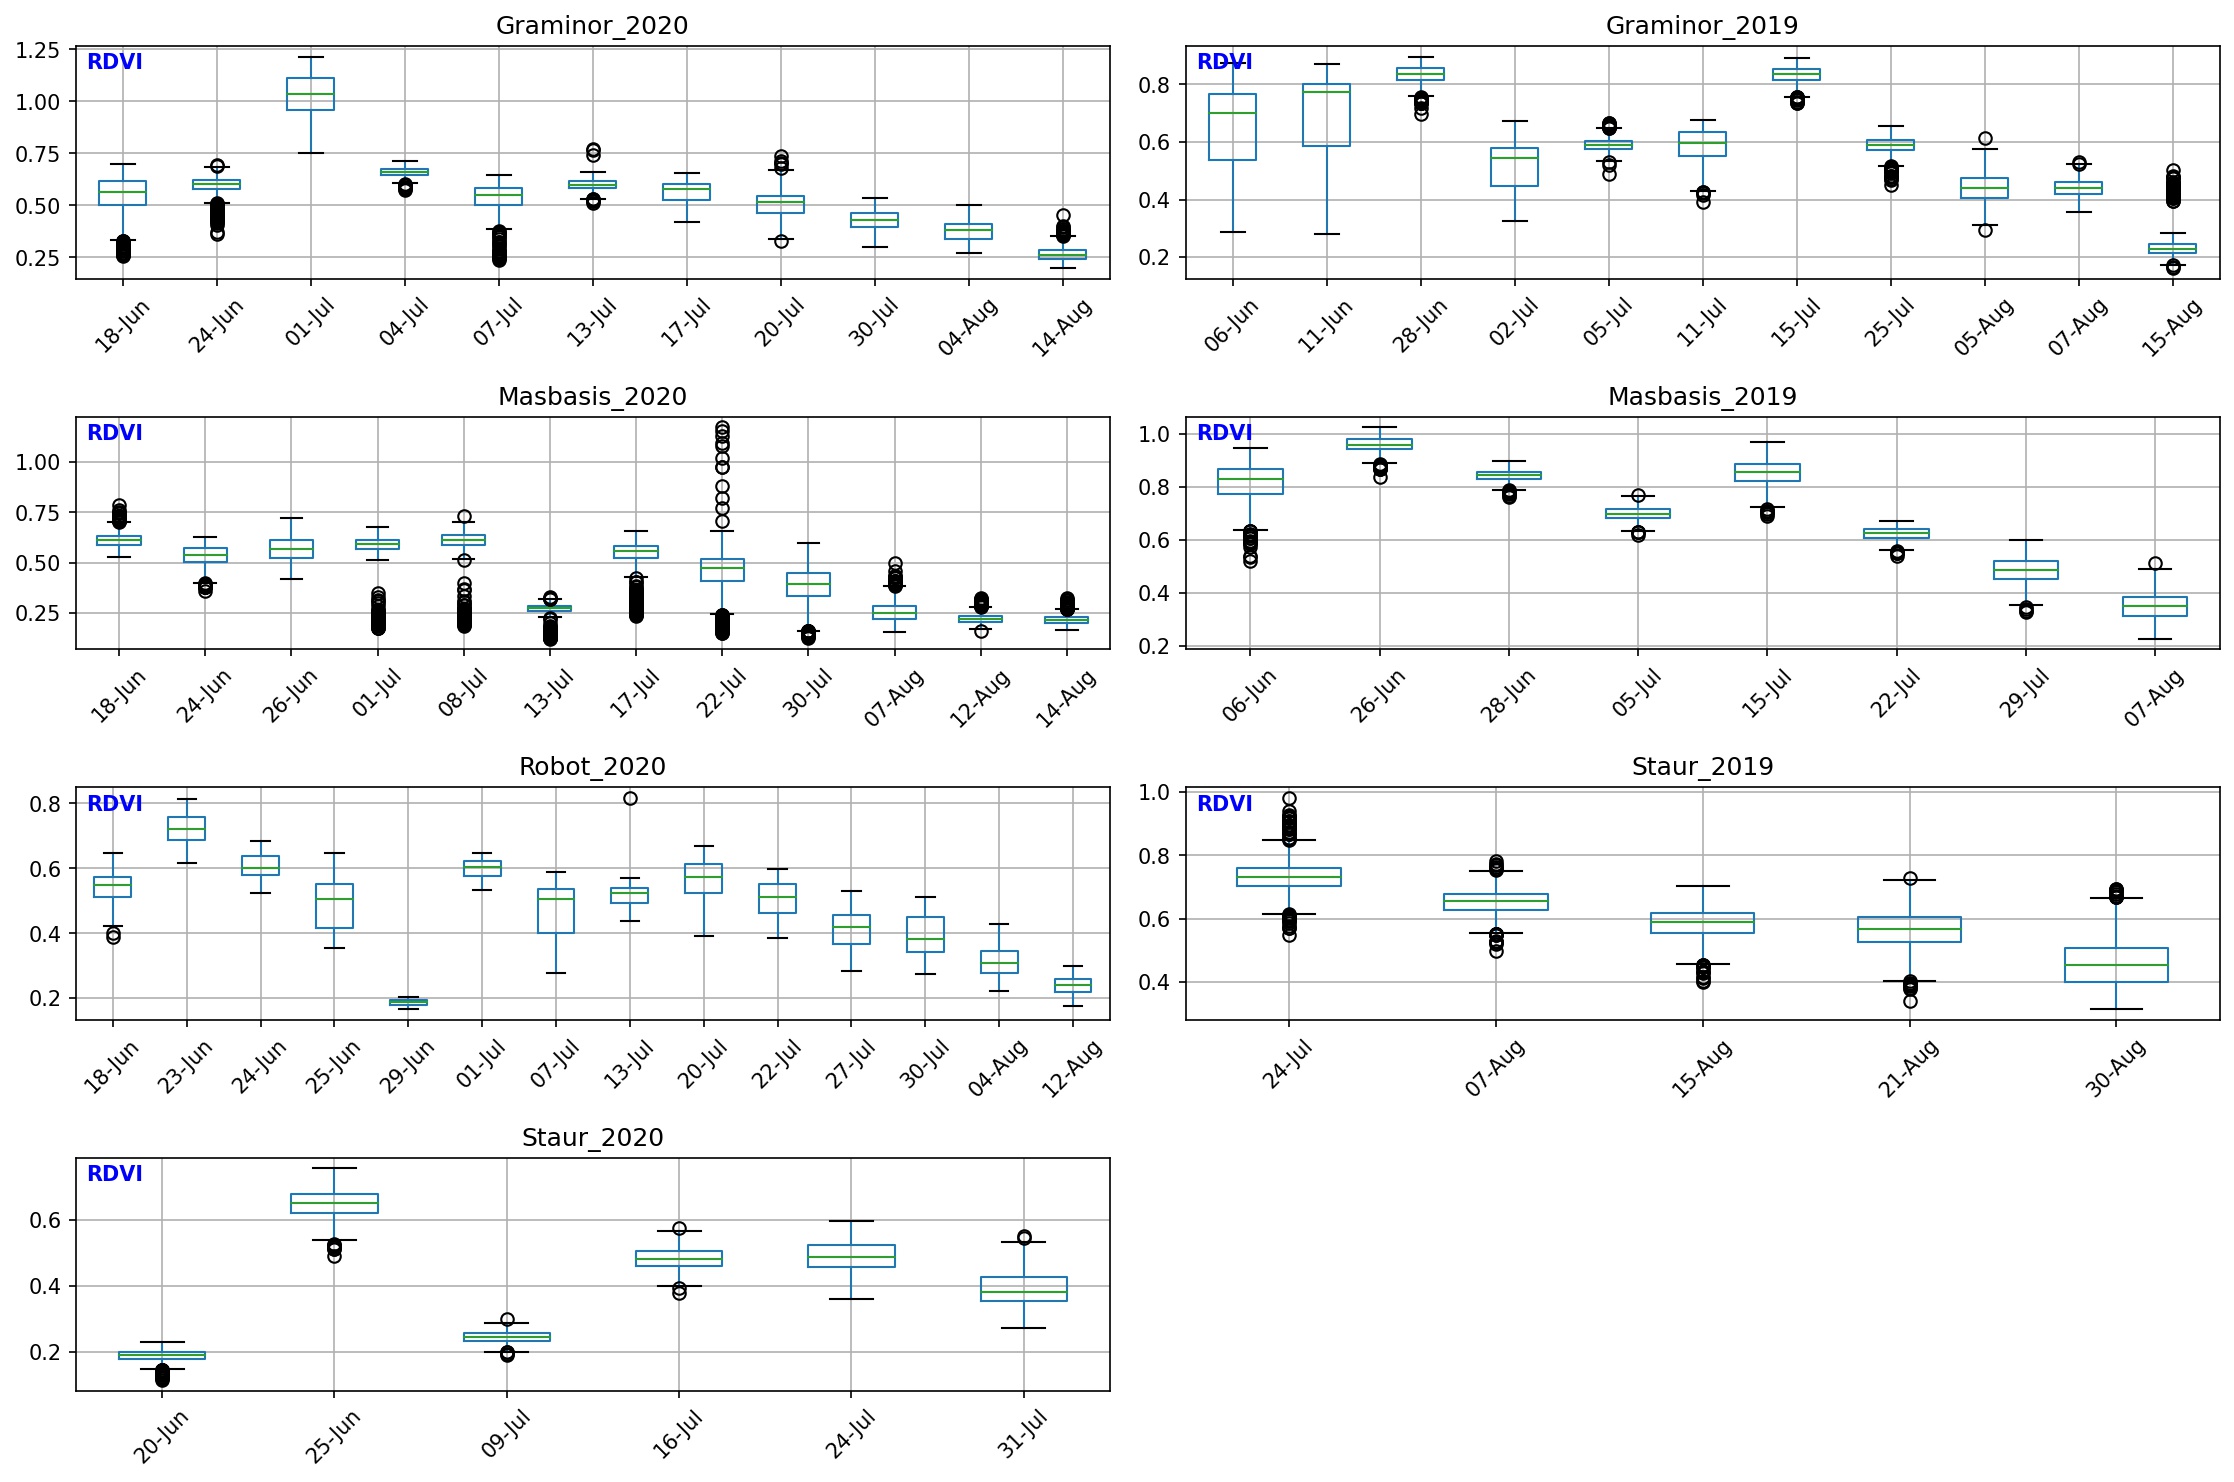 Graminor_2020
RDVI
1.25
1.00
0.75
0.50
0.25
18-Jun 24-Jun 01-Jul 04-Jul 07-Jul 13-Jul 17-Jul 20-Jul 30-Jul 04-Aug 14-Aug
Graminor_2019
RDVI
0.8
0.6
0.4
0.2
06-Jun 11-Jun 28-Jun 02-Jul 05-Jul 11-Jul 15-Jul 25-Jul 05-Aug 07-Aug 15-Aug
Masbasis_2020
RDVI
1.00
0.75
0.50
0.25
18-Jun 24-Jun 26-Jun 01-Jul 08-Jul 13-Jul 17-Jul 22-Jul 30-Jul 07-Aug 12-Aug 14-Aug
Masbasis_2019
RDVI
1.0
0.8
0.6
0.4
0.2
06-Jun 26-Jun 28-Jun 05-Jul 15-Jul 22-Jul 29-Jul 07-Aug
Robot_2020
RDVI
0.8
0.6
0.4
0.2
18-Jun 23-Jun 24-Jun 25-Jun 29-Jun 01-Jul 07-Jul 13-Jul 20-Jul 22-Jul 27-Jul 30-Jul 04-Aug 12-Aug
Staur_2019
RDVI
1.0
0.8
0.6
0.4
24-Jul 07-Aug 15-Aug 21-Aug 30-Aug
Staur_2020
RDVI
0.6
0.4
0.2
20-Jun 25-Jun 09-Jul 16-Jul 24-Jul 31-Jul